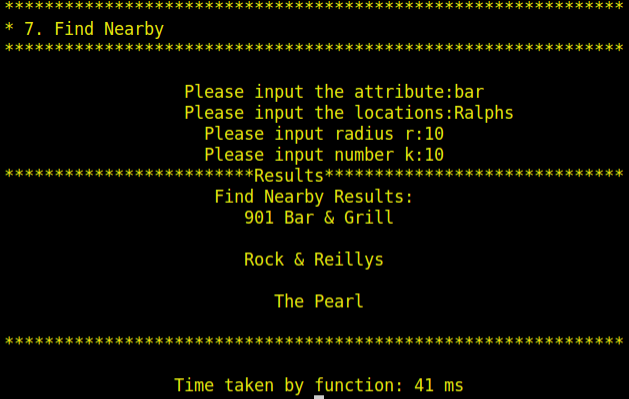 **************************************************************
* 7. Find Nearby
**************************************************************
Please input the attribute:bar
Please input the locations:Ralphs
Please input radius r:10
Please input number k:10
*************************Results******************************
Find Nearby Results:
901 Bar & Grill
Rock & Reillys
The Pearl
**************************************************************
Time taken by function: 41 ms